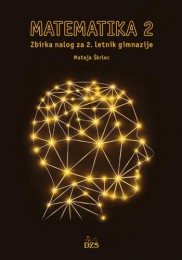 MATEMATIKA 2
Zbirka nalog za 2. letnik gimnazije
Mateja Škrlec
DZS